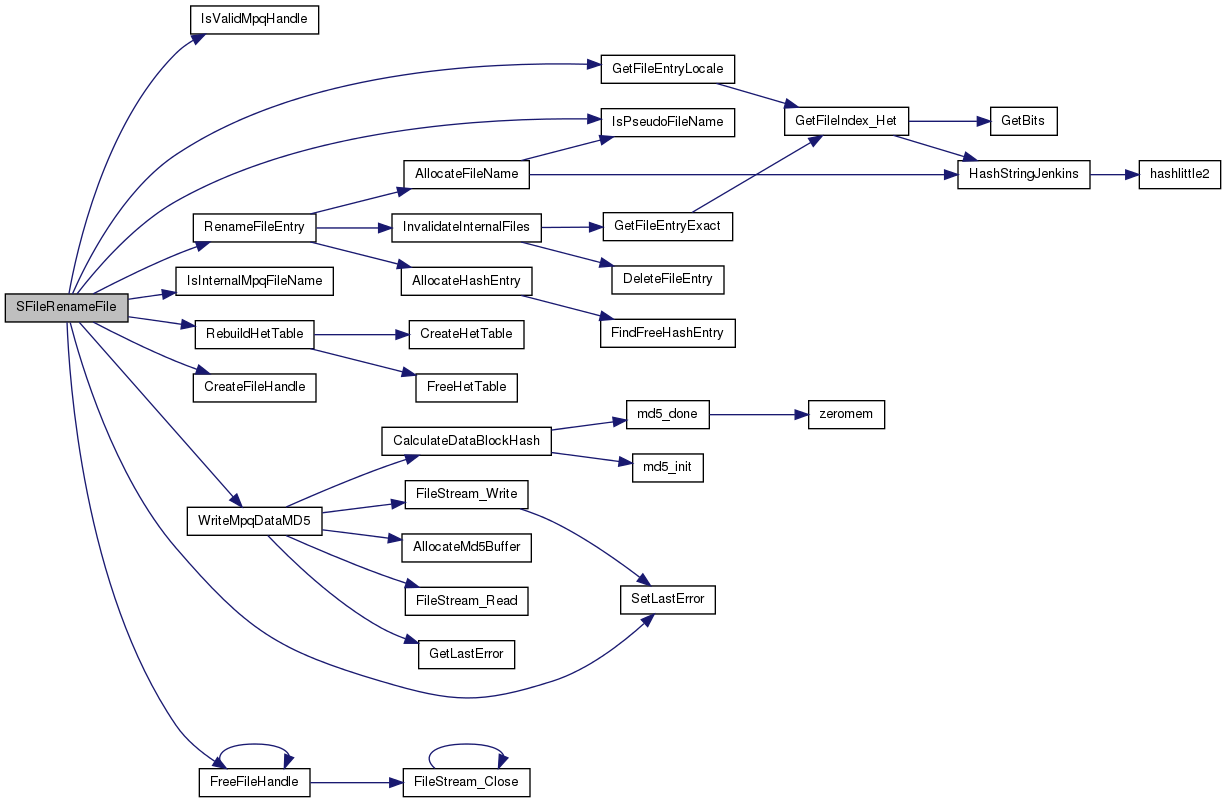 IsValidMpqHandle
GetFileEntryLocale
IsPseudoFileName
GetFileIndex_Het
GetBits
AllocateFileName
HashStringJenkins
hashlittle2
RenameFileEntry
InvalidateInternalFiles
GetFileEntryExact
IsInternalMpqFileName
AllocateHashEntry
DeleteFileEntry
SFileRenameFile
RebuildHetTable
CreateHetTable
FindFreeHashEntry
CreateFileHandle
FreeHetTable
CalculateDataBlockHash
md5_done
zeromem
md5_init
WriteMpqDataMD5
FileStream_Write
AllocateMd5Buffer
FileStream_Read
SetLastError
GetLastError
FreeFileHandle
FileStream_Close